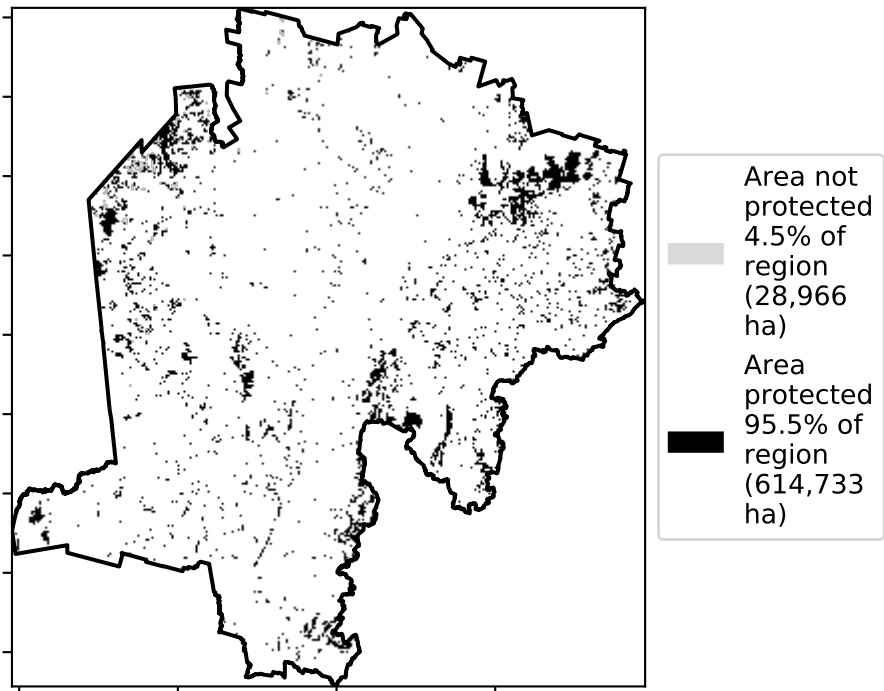 Area not
protected
4.5% of
region
(28,966
ha)
Area
protected
95.5% of
region
(614,733
ha)